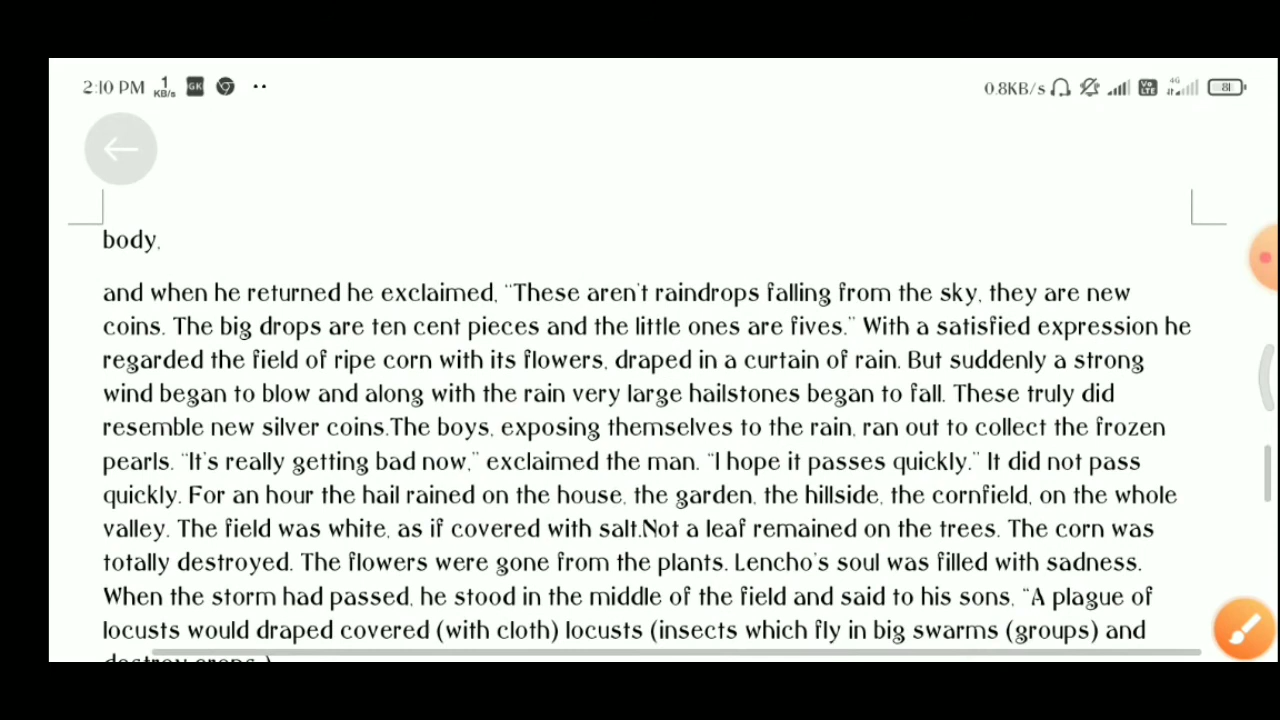 2:10 PM 1 KB/s GK 0.8KB/s Vo LTE 4G 81
body,
and when he returned he exclaimed, “These aren't raindrops falling from the sky, they are new
coins. The big drops are ten cent pieces and the little ones are fives.” With a satisfied expression he
regarded the field of ripe corn with its flowers, draped in a curtain of rain. But suddenly a strong
wind began to blow and along with the rain very large hailstones began to fall. These truly did
resemble new silver coins.The boys, exposing themselves to the rain, ran out to collect the frozen
pearls. “It's really getting bad now,” exclaimed the man. “I hope it passes quickly.” It did not pass
quickly. For an hour the hail rained on the house, the garden, the hillside, the cornfield, on the whole
valley. The field was white, as if covered with salt.Not a leaf remained on the trees. The corn was
totally destroyed. The flowers were gone from the plants. Lencho's soul was filled with sadness.
When the storm had passed, he stood in the middle of the field and said to his sons, “A plague of
locusts would draped covered (with cloth) locusts (insects which fly in big swarms (groups) and
destroy crops.)